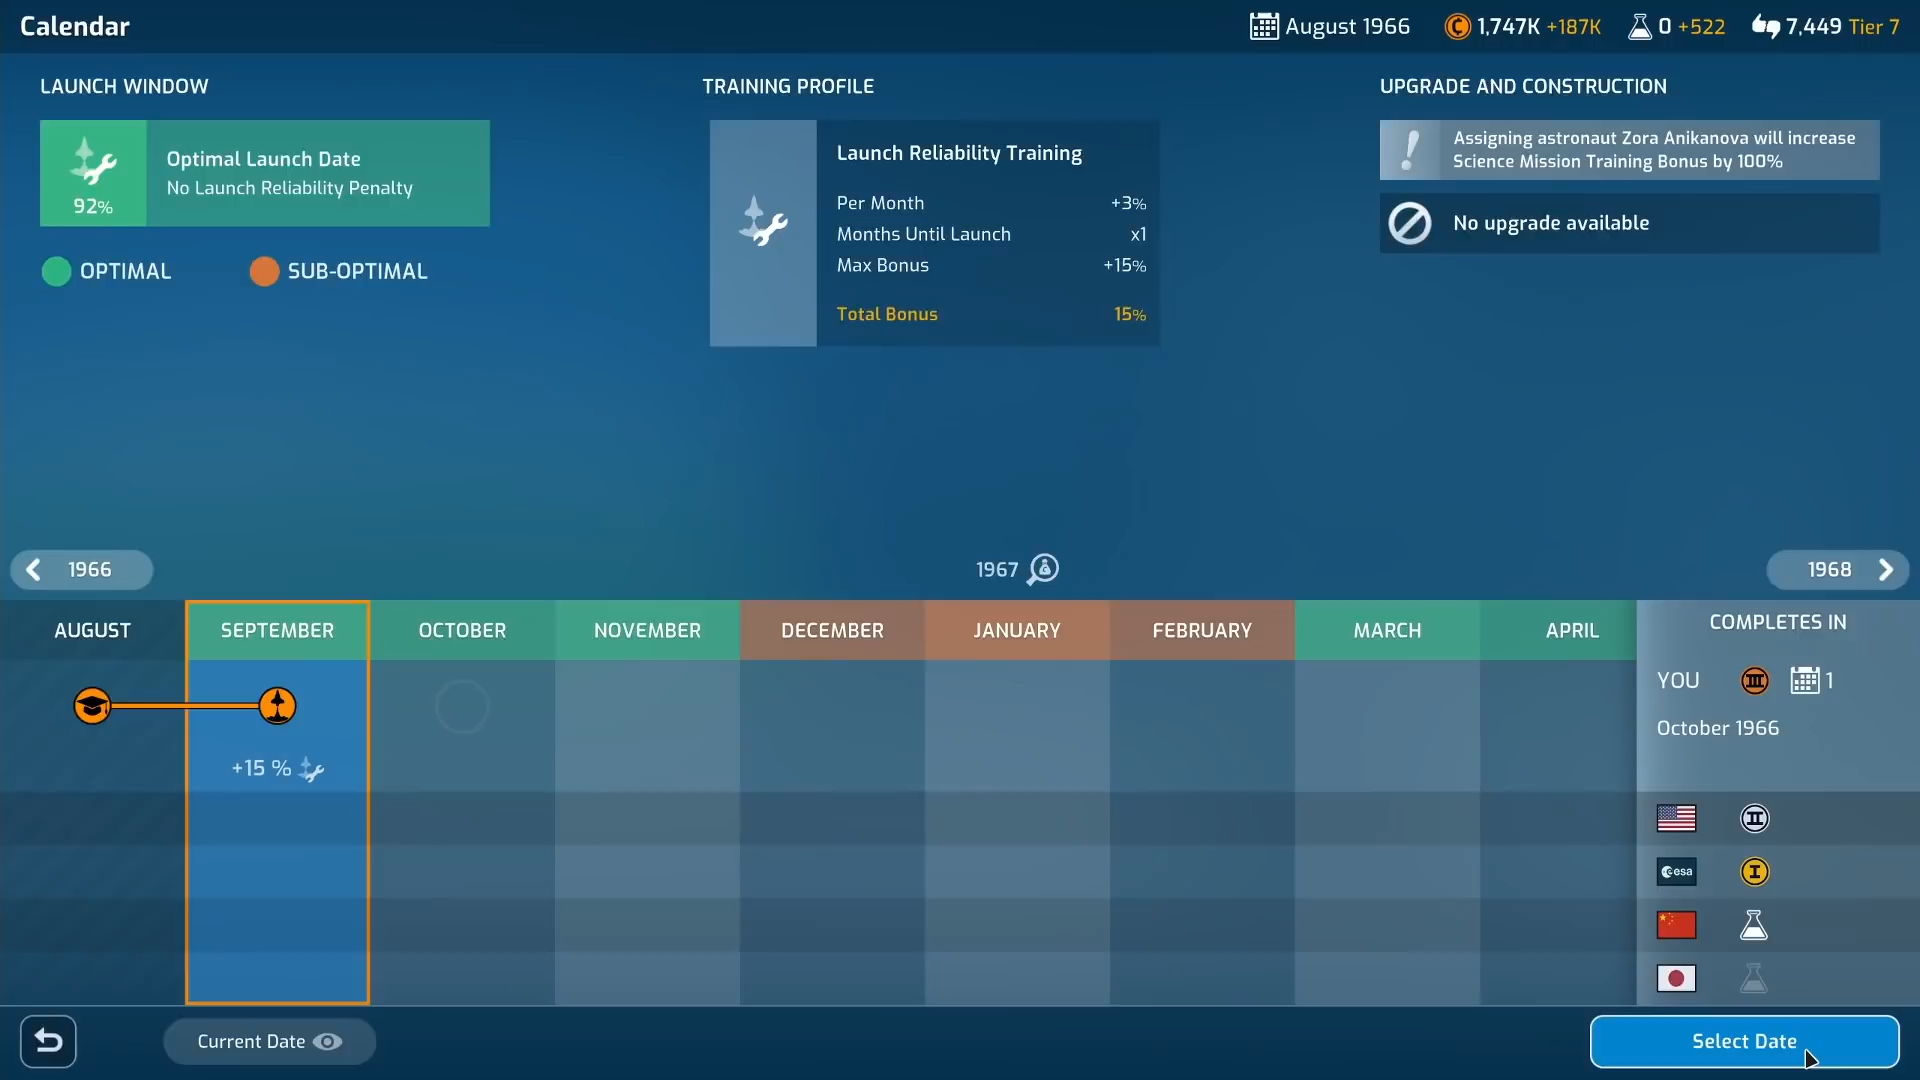 Calendar
August 1966
1,747K +187K
0 +522
7,449 Tier 7
LAUNCH WINDOW
92%
Optimal Launch Date
No Launch Reliability Penalty
OPTIMAL
SUB-OPTIMAL
TRAINING PROFILE
Launch Reliability Training
Per Month +3%
Months Until Launch x1
Max Bonus +15%
Total Bonus 15%
UPGRADE AND CONSTRUCTION
Assigning astronaut Zora Anikanova will increase
Science Mission Training Bonus by 100%
No upgrade available
1966
1967
1968
AUGUST
SEPTEMBER
OCTOBER
NOVEMBER
DECEMBER
JANUARY
FEBRUARY
MARCH
APRIL
+15 %
COMPLETES IN
YOU III 1
October 1966
II
esa I
Current Date
Select Date